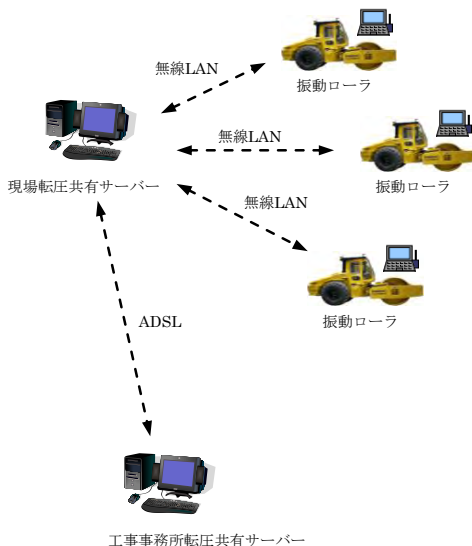 無線LAN
振動ローラ
無線LAN
現場転圧共有サーバー
振動ローラ
無線LAN
振動ローラ
ADSL
工事事務所転圧共有サーバー